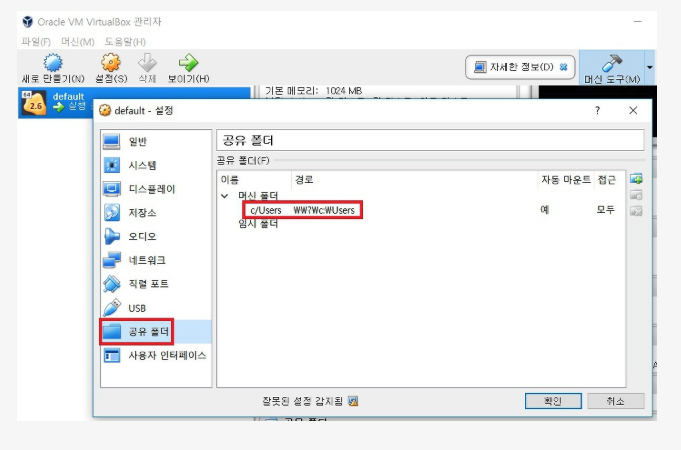 Oracle VM VirtualBox 관리자
파일(F) 머신(M) 도움말(H)
새로 만들기(N) 설정(S) 삭제 보이기(H)
자세한 정보(D)
머신 도구(M)
64
2.6
default
실행
기본 메모리: 1024 MB
default - 설정
? ×
일반
시스템
디스플레이
저장소
오디오
네트워크
직렬 포트
USB
공유 폴더
사용자 인터페이스
공유 폴더
공유 폴더(F)
이름 경로 자동 마운트 접근
머신 폴더
c/Users ₩₩?₩c:₩Users 예 모두
임시 폴더
잘못된 설정 감지됨
확인 취소
공유 폴더